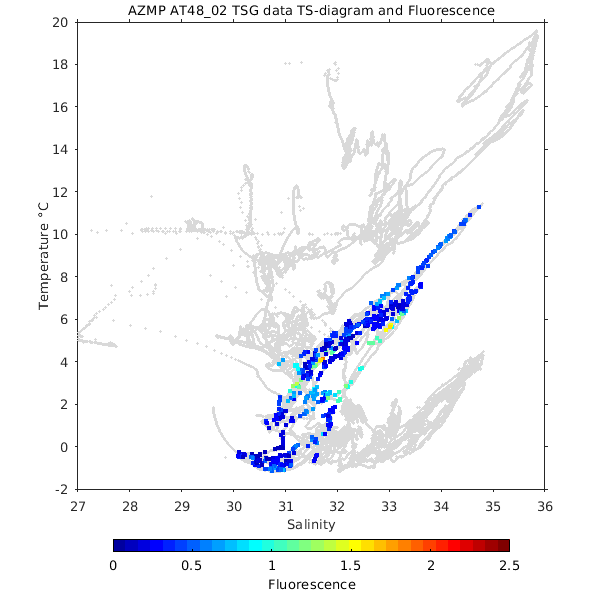 AZMP AT48_02 TSG data TS-diagram and Fluorescence
20
18
16
14
12
10
8
6
4
2
0
-2
Temperature °C
27 28 29 30 31 32 33 34 35 36
Salinity
0 0.5 1 1.5 2 2.5
Fluorescence